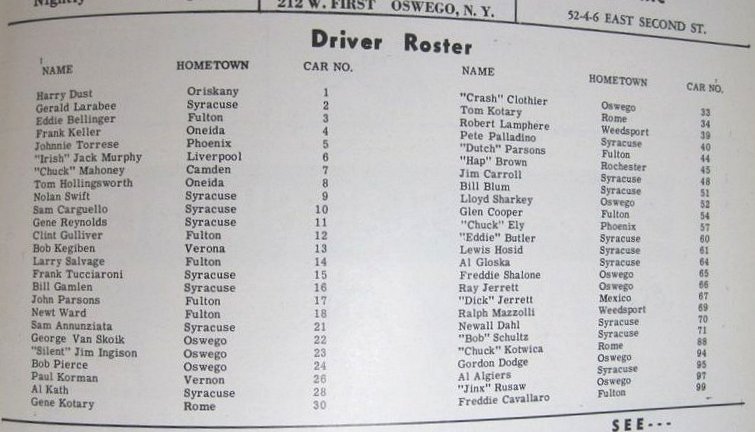 Nightly
212 W. FIRST OSWEGO, N. Y.
52-4-6 EAST SECOND ST.
Driver Roster
NAME HOMETOWN CAR NO.
Harry Dust Oriskany 1
Gerald Larabee Syracuse 2
Eddie Bellinger Fulton 3
Frank Keller Oneida 4
Johnnie Torrese Phoenix 5
"Irish" Jack Murphy Liverpool 6
"Chuck" Mahoney Camden 7
Tom Hollingsworth Oneida 8
Nolan Swift Syracuse 9
Sam Carguello Syracuse 10
Gene Reynolds Syracuse 11
Clint Gulliver Fulton 12
Bob Kegiben Verona 13
Larry Salvage Fulton 14
Frank Tucciaroni Syracuse 15
Bill Gamlen Syracuse 16
John Parsons Fulton 17
Newt Ward Fulton 18
Sam Annunziata Syracuse 21
George Van Skoik Oswego 22
"Silent" Jim Ingison Oswego 23
Bob Pierce Oswego 24
Paul Korman Vernon 26
Al Kath Syracuse 28
Gene Kotary Rome 30
NAME HOMETOWN CAR NO.
"Crash" Clothier Oswego 33
Tom Kotary Rome 34
Robert Lamphere Weedsport 39
Pete Palladino Syracuse 40
"Dutch" Parsons Fulton 44
"Hap" Brown Rochester 45
Jim Carroll Syracuse 48
Bill Blum Syracuse 51
Lloyd Sharkey Oswego 52
Glen Cooper Fulton 54
"Chuck" Ely Phoenix 57
"Eddie" Butler Syracuse 60
Lewis Hosid Syracuse 61
Al Gloska Syracuse 64
Freddie Shalone Oswego 65
Ray Jerrett Oswego 66
"Dick" Jerrett Mexico 67
Ralph Mazzolli Weedsport 69
Newall Dahl Syracuse 70
"Bob" Schultz Syracuse 71
"Chuck" Kotwica Rome 88
Gordon Dodge Oswego 94
Al Algiers Syracuse 95
"Jinx" Rusaw Oswego 97
Freddie Cavallaro Fulton 99
SEE---